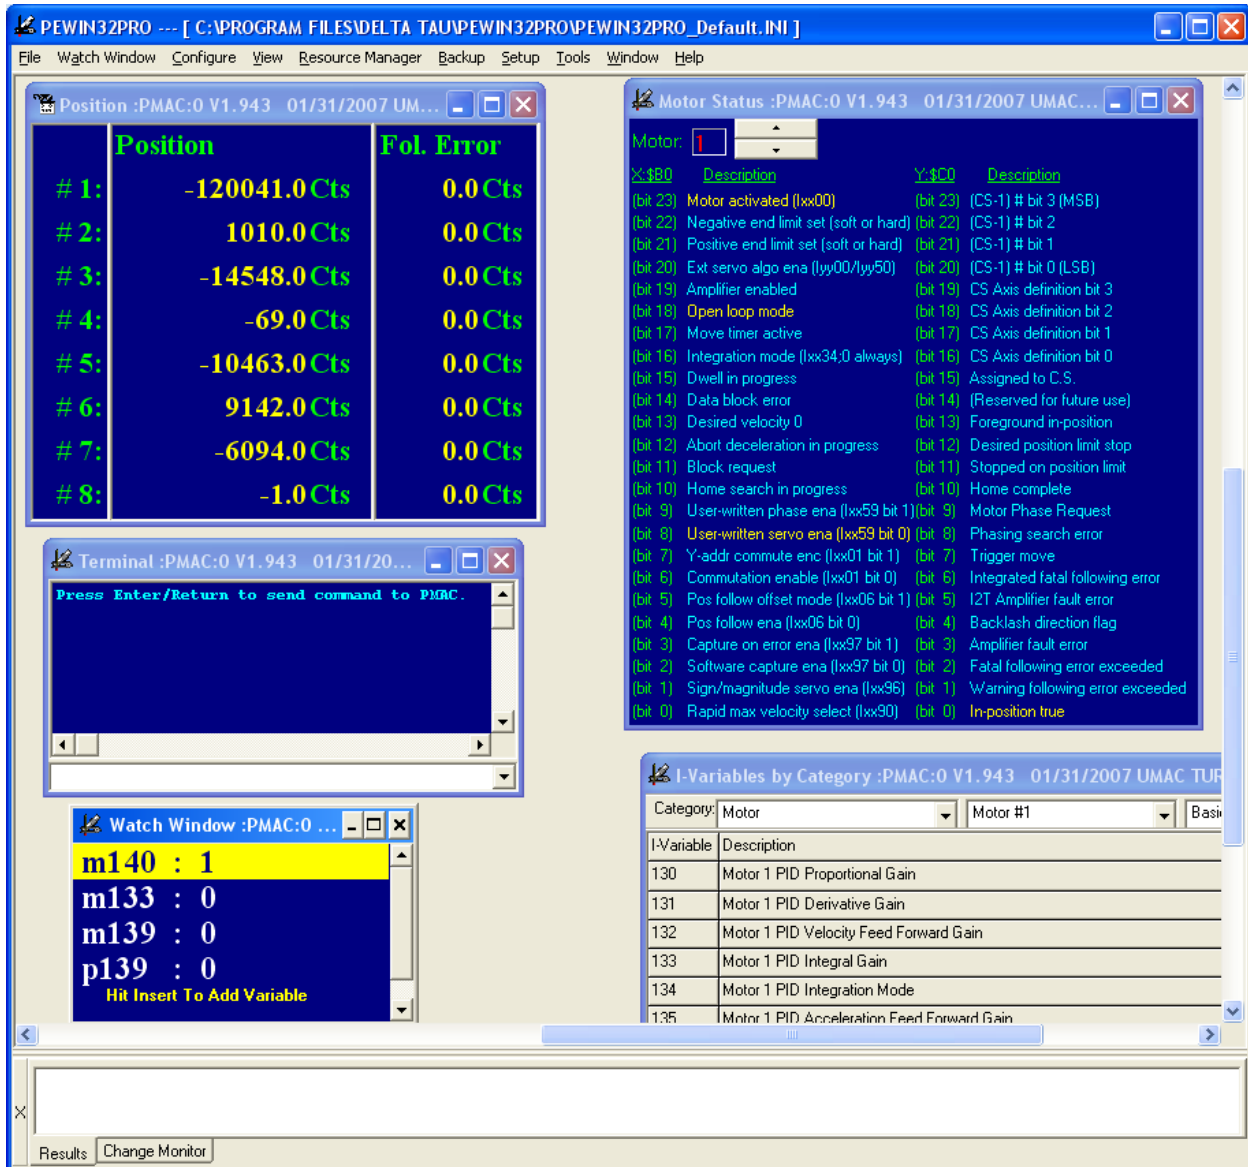 PEWIN32PRO --- [ C:\PROGRAM FILES\DELTA TAU\PEWIN32PRO\PEWIN32PRO_Default.INI ]
File Watch Window Configure View Resource Manager Backup Setup Tools Window Help
Position :PMAC:0 V1.943 01/31/2007 UM...
Position Fol. Error
# 1: -120041.0 Cts 0.0 Cts
# 2: 1010.0 Cts 0.0 Cts
# 3: -14548.0 Cts 0.0 Cts
# 4: -69.0 Cts 0.0 Cts
# 5: -10463.0 Cts 0.0 Cts
# 6: 9142.0 Cts 0.0 Cts
# 7: -6094.0 Cts 0.0 Cts
# 8: -1.0 Cts 0.0 Cts
Motor Status :PMAC:0 V1.943 01/31/2007 UMAC...
Motor: 1
X:$B0 Description Y:$C0 Description
(bit 23) Motor activated (Ixx00) (bit 23) (CS-1) # bit 3 (MSB)
(bit 22) Negative end limit set (soft or hard) (bit 22) (CS-1) # bit 2
(bit 21) Positive end limit set (soft or hard) (bit 21) (CS-1) # bit 1
(bit 20) Ext servo algo ena (Iyy00/Iyy50) (bit 20) (CS-1) # bit 0 (LSB)
(bit 19) Amplifier enabled (bit 19) CS Axis definition bit 3
(bit 18) Open loop mode (bit 18) CS Axis definition bit 2
(bit 17) Move timer active (bit 17) CS Axis definition bit 1
(bit 16) Integration mode (Ixx34;0 always) (bit 16) CS Axis definition bit 0
(bit 15) Dwell in progress (bit 15) Assigned to C.S.
(bit 14) Data block error (bit 14) (Reserved for future use)
(bit 13) Desired velocity 0 (bit 13) Foreground in-position
(bit 12) Abort deceleration in progress (bit 12) Desired position limit stop
(bit 11) Block request (bit 11) Stopped on position limit
(bit 10) Home search in progress (bit 10) Home complete
(bit 9) User-written phase ena (Ixx59 bit 1) (bit 9) Motor Phase Request
(bit 8) User-written servo ena (Ixx59 bit 0) (bit 8) Phasing search error
(bit 7) Y-addr commute enc (Ixx01 bit 1) (bit 7) Trigger move
(bit 6) Commutation enable (Ixx01 bit 0) (bit 6) Integrated fatal following error
(bit 5) Pos follow offset mode (Ixx06 bit 1) (bit 5) I2T Amplifier fault error
(bit 4) Pos follow ena (Ixx06 bit 0) (bit 4) Backlash direction flag
(bit 3) Capture on error ena (Ixx97 bit 1) (bit 3) Amplifier fault error
(bit 2) Software capture ena (Ixx97 bit 0) (bit 2) Fatal following error exceeded
(bit 1) Sign/magnitude servo ena (Ixx96) (bit 1) Warning following error exceeded
(bit 0) Rapid max velocity select (Ixx90) (bit 0) In-position true
Terminal :PMAC:0 V1.943 01/31/20...
Press Enter/Return to send command to PMAC.
Watch Window :PMAC:0 ...
m140 : 1
m133 : 0
m139 : 0
p139 : 0
Hit Insert To Add Variable
I-Variables by Category :PMAC:0 V1.943 01/31/2007 UMAC TUR
Category: Motor Motor #1 Basi
I-Variable Description
130 Motor 1 PID Proportional Gain
131 Motor 1 PID Derivative Gain
132 Motor 1 PID Velocity Feed Forward Gain
133 Motor 1 PID Integral Gain
134 Motor 1 PID Integration Mode
135 Motor 1 PID Acceleration Feed Forward Gain
Results Change Monitor